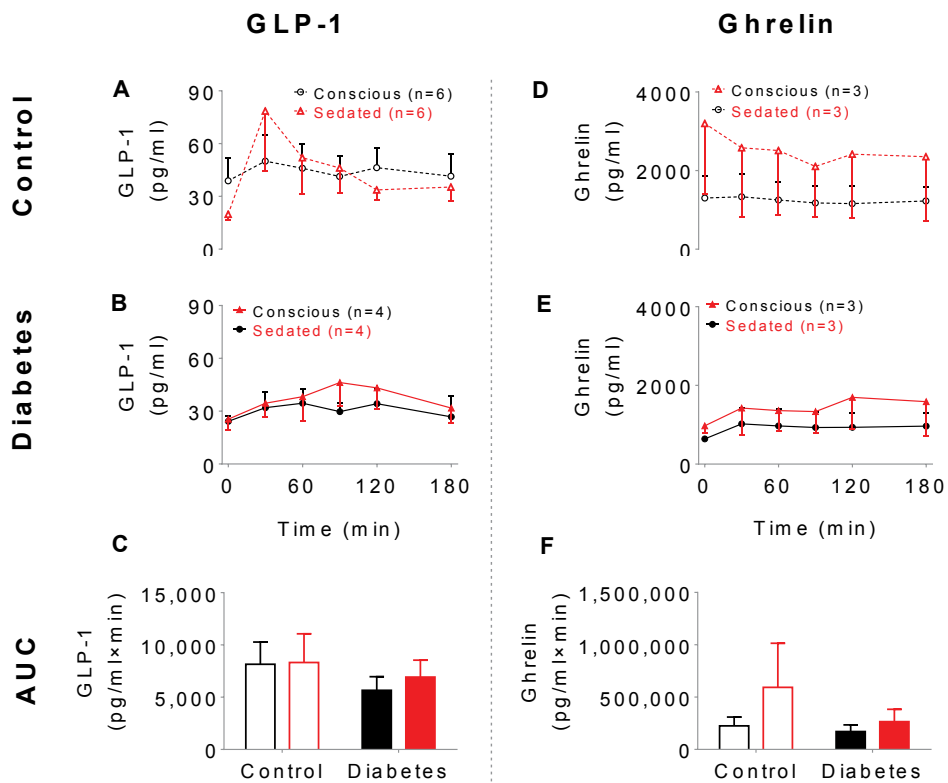 GLP-1
Ghrelin
Control
Diabetes
AUC
A
GLP-1
(pg/ml)
90
60
30
0
Conscious (n=6)
Sedated (n=6)
D
Ghrelin
(pg/ml)
4000
2000
0
Conscious (n=3)
Sedated (n=3)
B
GLP-1
(pg/ml)
90
60
30
0
Conscious (n=4)
Sedated (n=4)
0 60 120 180
Time (min)
E
Ghrelin
(pg/ml)
4000
2000
0
Conscious (n=3)
Sedated (n=3)
0 60 120 180
Time (min)
C
GLP-1
(pg/ml×min)
15,000
10,000
5,000
0
Control Diabetes
F
Ghrelin
(pg/ml×min)
1,500,000
1,000,000
500,000
0
Control Diabetes